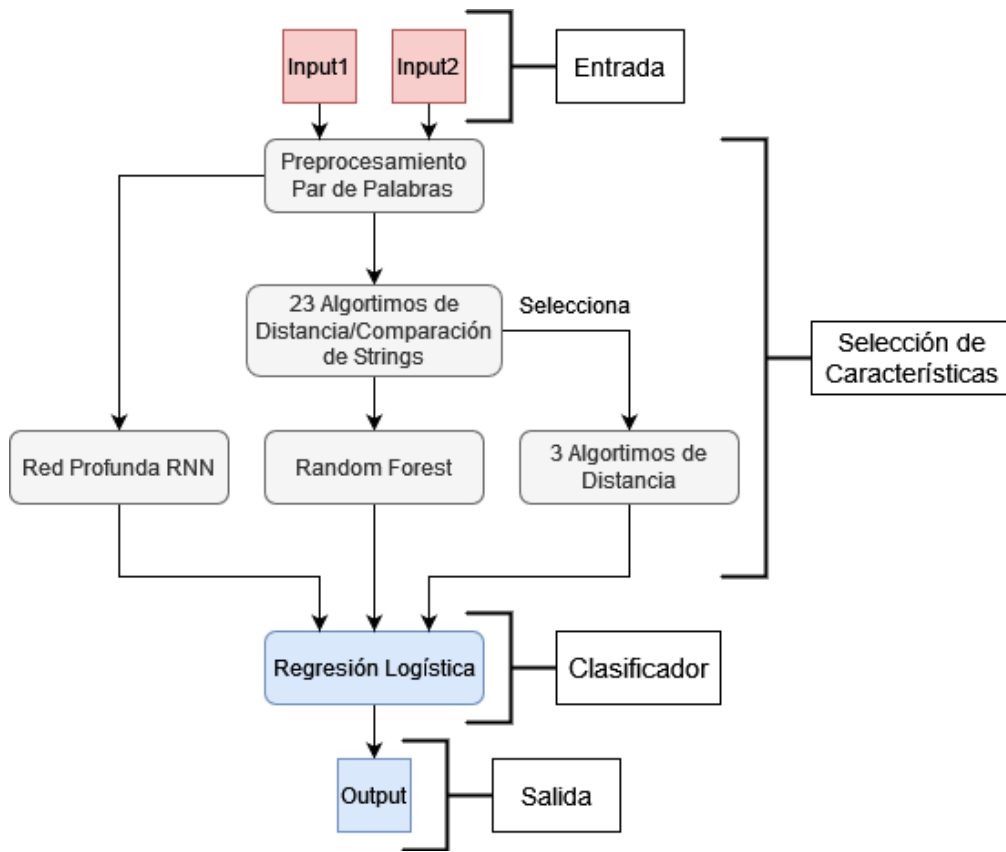 Input1
Input2
Entrada
Preprocesamiento
Par de Palabras
23 Algortimos de
Distancia/Comparación
de Strings
Selecciona
Selección de
Características
Red Profunda RNN
Random Forest
3 Algortimos de
Distancia
Regresión Logística
Clasificador
Output
Salida